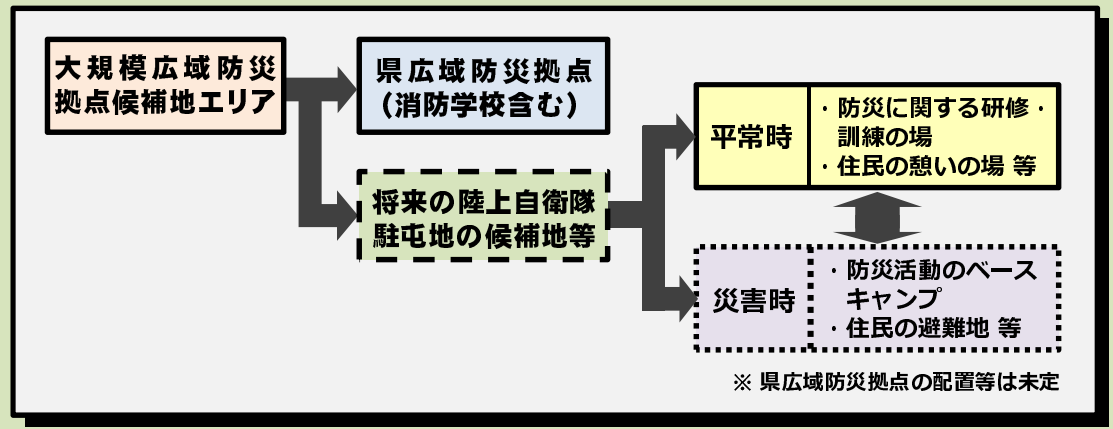 大規模広域防災
拠点候補地エリア
県広域防災拠点
（消防学校含む）
将来の陸上自衛隊
駐屯地の候補地等
平常時
・防災に関する研修・
訓練の場
・住民の憩いの場 等
災害時
・防災活動のベース
キャンプ
・住民の避難地 等
※ 県広域防災拠点の配置等は未定